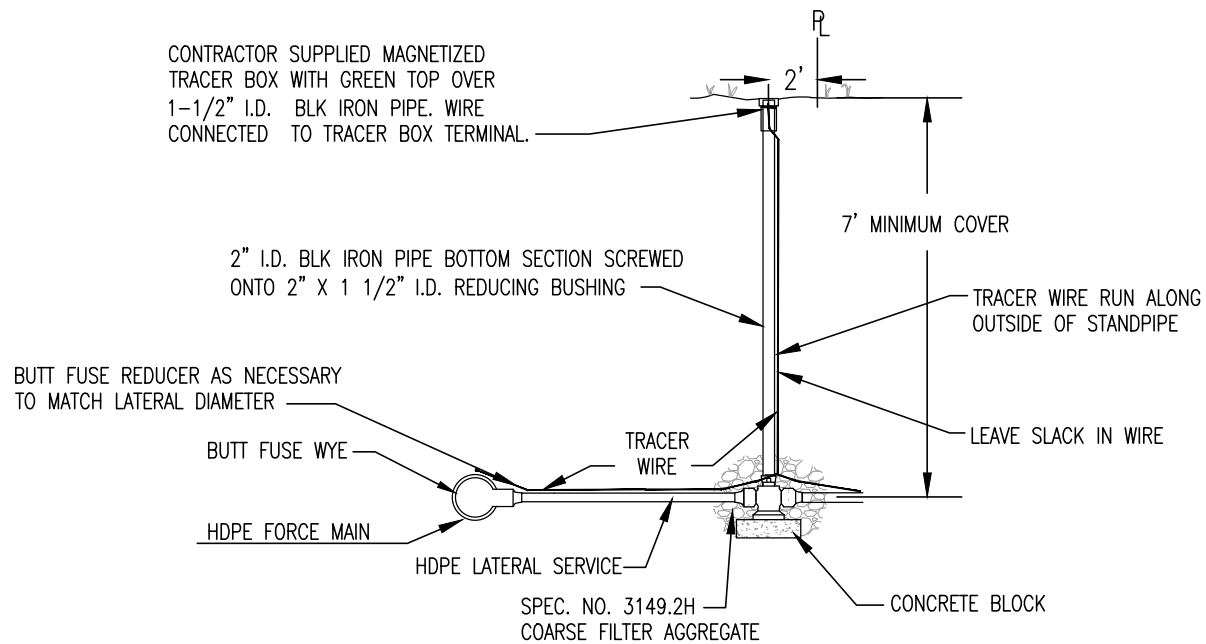 PL
CONTRACTOR SUPPLIED MAGNETIZED
TRACER BOX WITH GREEN TOP OVER
1-1/2" I.D. BLK IRON PIPE. WIRE
CONNECTED TO TRACER BOX TERMINAL.
2'
7' MINIMUM COVER
2" I.D. BLK IRON PIPE BOTTOM SECTION SCREWED
ONTO 2" X 1 1/2" I.D. REDUCING BUSHING
TRACER WIRE RUN ALONG
OUTSIDE OF STANDPIPE
BUTT FUSE REDUCER AS NECESSARY
TO MATCH LATERAL DIAMETER
BUTT FUSE WYE
TRACER
WIRE
LEAVE SLACK IN WIRE
HDPE FORCE MAIN
HDPE LATERAL SERVICE
SPEC. NO. 3149.2H
COARSE FILTER AGGREGATE
CONCRETE BLOCK